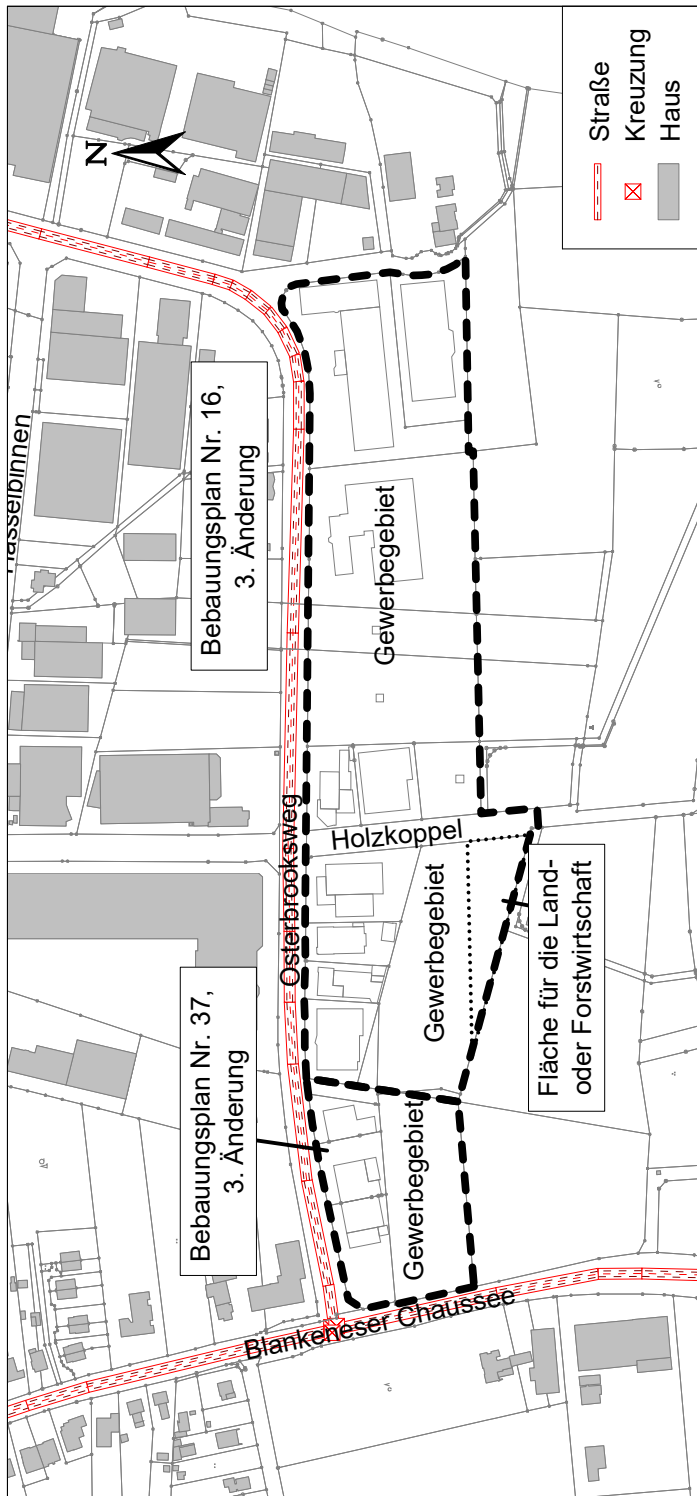 Hasselbinnen
N
Straße
Kreuzung
Haus
Bebauungsplan Nr. 16,
3. Änderung
Bebauungsplan Nr. 37,
3. Änderung
Osterbrooksweg
Gewerbegebiet
Holzkoppel
Gewerbegebiet
Gewerbegebiet
Blankeneser Chaussee
Fläche für die Land-
oder Forstwirtschaft